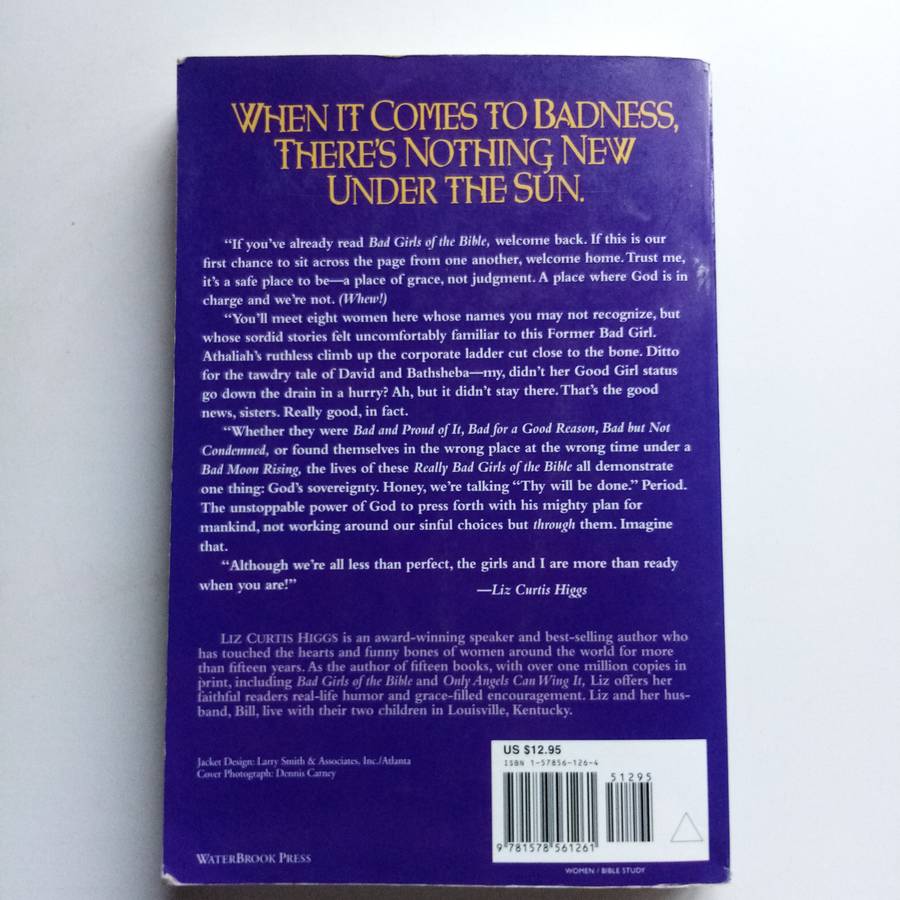 WHEN IT COMES TO BADNESS,
THERE'S NOTHING NEW
UNDER THE SUN.
“If you've already read Bad Girls of the Bible, welcome back. If this is our
first chance to sit across the page from one another, welcome home. Trust me,
it's a safe place to be—a place of grace, not judgment. A place where God is in
charge and we're not. (Whew!)
“You'll meet eight women here whose names you may not recognize, but
whose sordid stories felt uncomfortably familiar to this Former Bad Girl.
Athaliah's ruthless climb up the corporate ladder cut close to the bone. Ditto
for the tawdry tale of David and Bathsheba—my, didn't her Good Girl status
go down the drain in a hurry? Ah, but it didn't stay there. That's the good
news, sisters. Really good, in fact.
“Whether they were Bad and Proud of It, Bad for a Good Reason, Bad but Not
Condemned, or found themselves in the wrong place at the wrong time under a
Bad Moon Rising, the lives of these Really Bad Girls of the Bible all demonstrate
one thing: God's sovereignty. Honey, we're talking “Thy will be done.” Period.
The unstoppable power of God to press forth with his mighty plan for
mankind, not working around our sinful choices but through them. Imagine
that.
“Although we're all less than perfect, the girls and I are more than ready
when you are!”
—Liz Curtis Higgs
LIZ CURTIS HIGGS is an award-winning speaker and best-selling author who
has touched the hearts and funny bones of women around the world for more
than fifteen years. As the author of fifteen books, with over one million copies in
print, including Bad Girls of the Bible and Only Angels Can Wing It, Liz offers her
faithful readers real-life humor and grace-filled encouragement. Liz and her hus-
band, Bill, live with their two children in Louisville, Kentucky.
Jacket Design: Larry Smith & Associates, Inc./Atlanta
Cover Photograph: Dennis Carney
WATERBROOK PRESS
US $12.95
ISBN 1-57856-126-4
51295
9 781578 561261
WOMEN / BIBLE STUDY